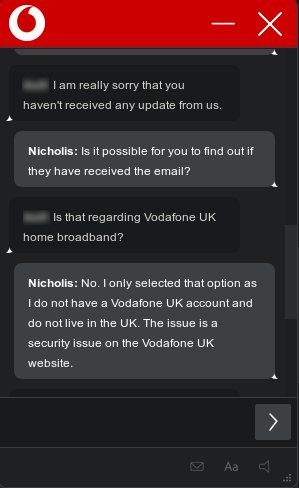 I am really sorry that you
haven't received any update from us.
Nicholis: Is it possible for you to find out if
they have received the email?
Is that regarding Vodafone UK
home broadband?
Nicholis: No. I only selected that option as
I do not have a Vodafone UK account and
do not live in the UK. The issue is a
security issue on the Vodafone UK
website.
Aa